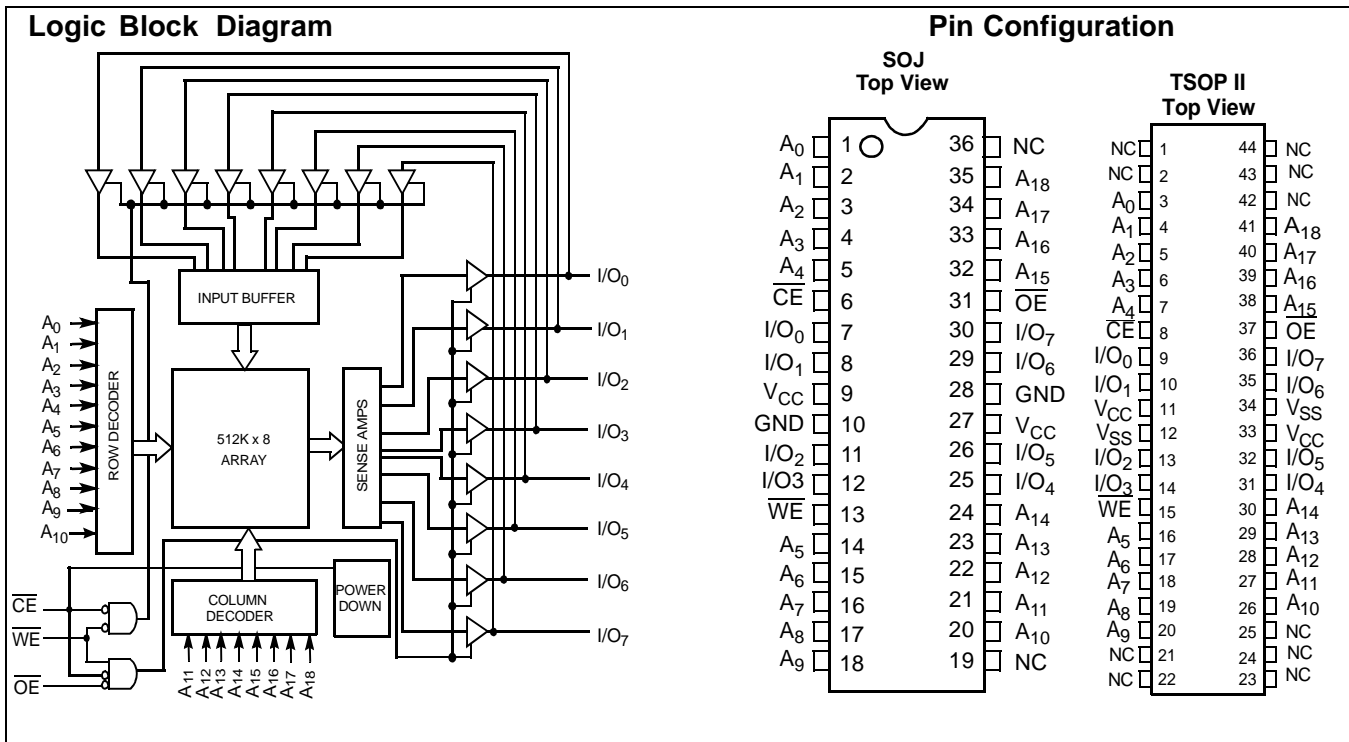 Logic Block Diagram
INPUT BUFFER
A0
A1
A2
A3
A4
A5
A6
A7
A8
A9
A10
ROW DECODER
512K x 8
ARRAY
SENSE AMPS
COLUMN
DECODER
POWER
DOWN
CE
WE
OE
A11
A12
A13
A14
A15
A16
A17
A18
I/O0
I/O1
I/O2
I/O3
I/O4
I/O5
I/O6
I/O7
Pin Configuration
SOJ
Top View
A0 1 36 NC
A1 2 35 A18
A2 3 34 A17
A3 4 33 A16
A4 5 32 A15
CE 6 31 OE
I/O0 7 30 I/O7
I/O1 8 29 I/O6
VCC 9 28 GND
GND 10 27 VCC
I/O2 11 26 I/O5
I/O3 12 25 I/O4
WE 13 24 A14
A5 14 23 A13
A6 15 22 A12
A7 16 21 A11
A8 17 20 A10
A9 18 19 NC
TSOP II
Top View
NC 1 44 NC
NC 2 43 NC
A0 3 42 NC
A1 4 41 A18
A2 5 40 A17
A3 6 39 A16
A4 7 38 A15
CE 8 37 OE
I/O0 9 36 I/O7
I/O1 10 35 I/O6
VCC 11 34 VSS
VSS 12 33 VCC
I/O2 13 32 I/O5
I/O3 14 31 I/O4
WE 15 30 A14
A5 16 29 A13
A6 17 28 A12
A7 18 27 A11
A8 19 26 A10
A9 20 25 NC
NC 21 24 NC
NC 22 23 NC